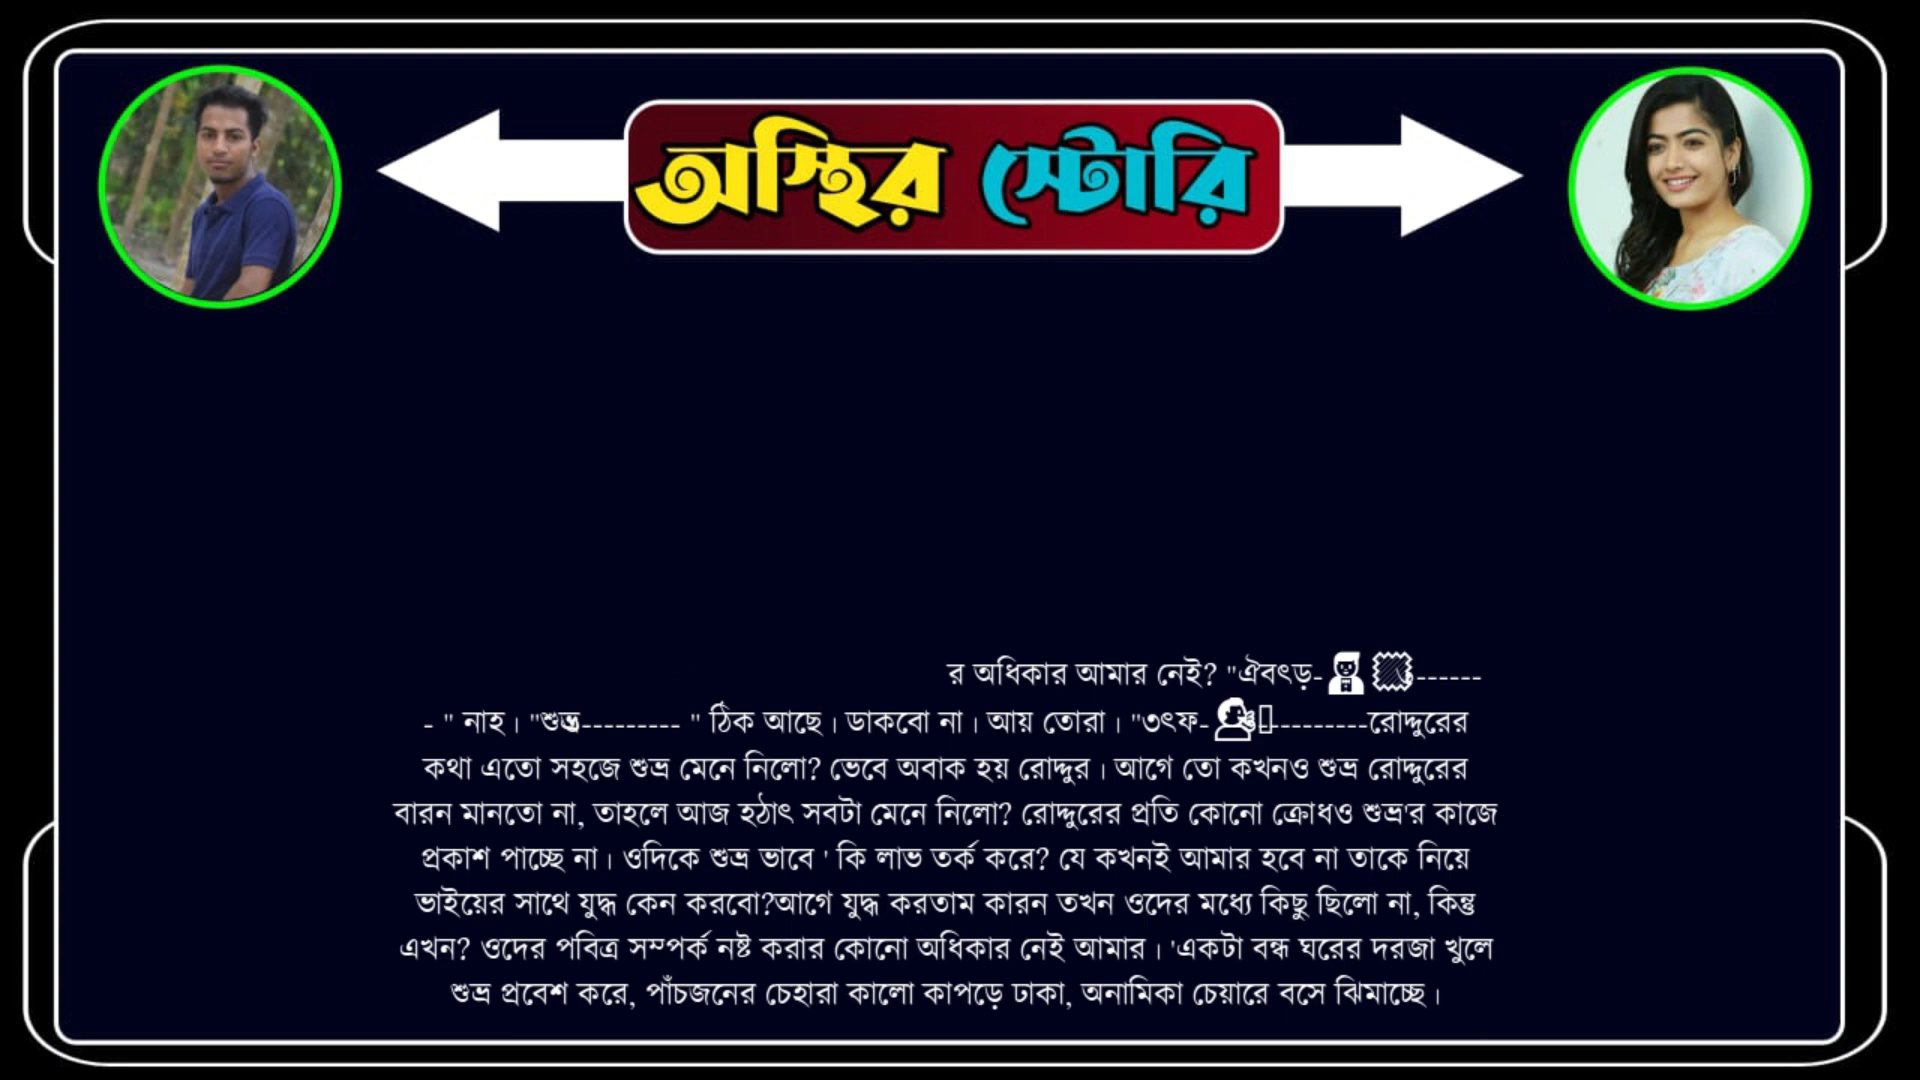 অস্থির স্টোরি
র অধিকার আমার নেই? "ঐবৎড়-------
- " নাহ। "শুভ্র--------- " ঠিক আছে। ডাকবো না। আয় তোরা। "৩ৎফ----------রোদ্দুরের
কথা এতো সহজে শুভ্র মেনে নিলো? ভেবে অবাক হয় রোদ্দুর। আগে তো কখনও শুভ্র রোদ্দুরের
বারন মানতো না, তাহলে আজ হঠাৎ সবটা মেনে নিলো? রোদ্দুরের প্রতি কোনো ক্রোধও শুভ্র'র কাজে
প্রকাশ পাচ্ছে না। ওদিকে শুভ্র ভাবে ' কি লাভ তর্ক করে? যে কখনই আমার হবে না তাকে নিয়ে
ভাইয়ের সাথে যুদ্ধ কেন করবো?আগে যুদ্ধ করতাম কারন তখন ওদের মধ্যে কিছু ছিলো না, কিন্তু
এখন? ওদের পবিত্র সম্পর্ক নষ্ট করার কোনো অধিকার নেই আমার। 'একটা বন্ধ ঘরের দরজা খুলে
শুভ্র প্রবেশ করে, পাঁচজনের চেহারা কালো কাপড়ে ঢাকা, অনামিকা চেয়ারে বসে ঝিমাচ্ছে।